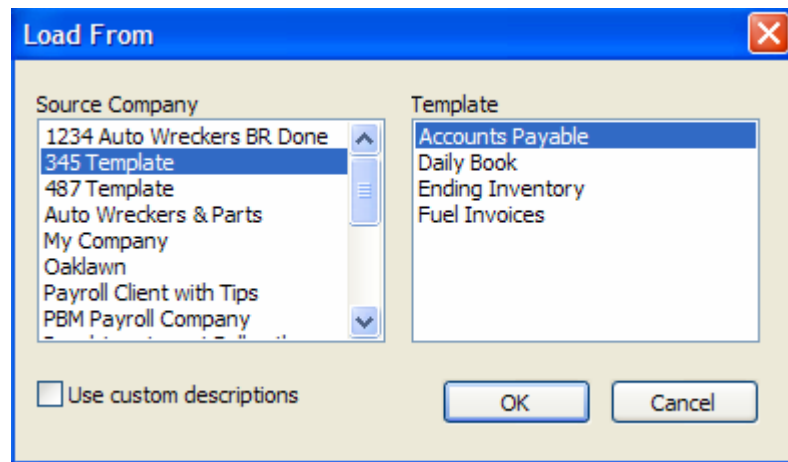 Load From
Source Company
1234 Auto Wreckers BR Done
345 Template
487 Template
Auto Wreckers & Parts
My Company
Oaklawn
Payroll Client with Tips
PBM Payroll Company
Template
Accounts Payable
Daily Book
Ending Inventory
Fuel Invoices
Use custom descriptions
OK
Cancel